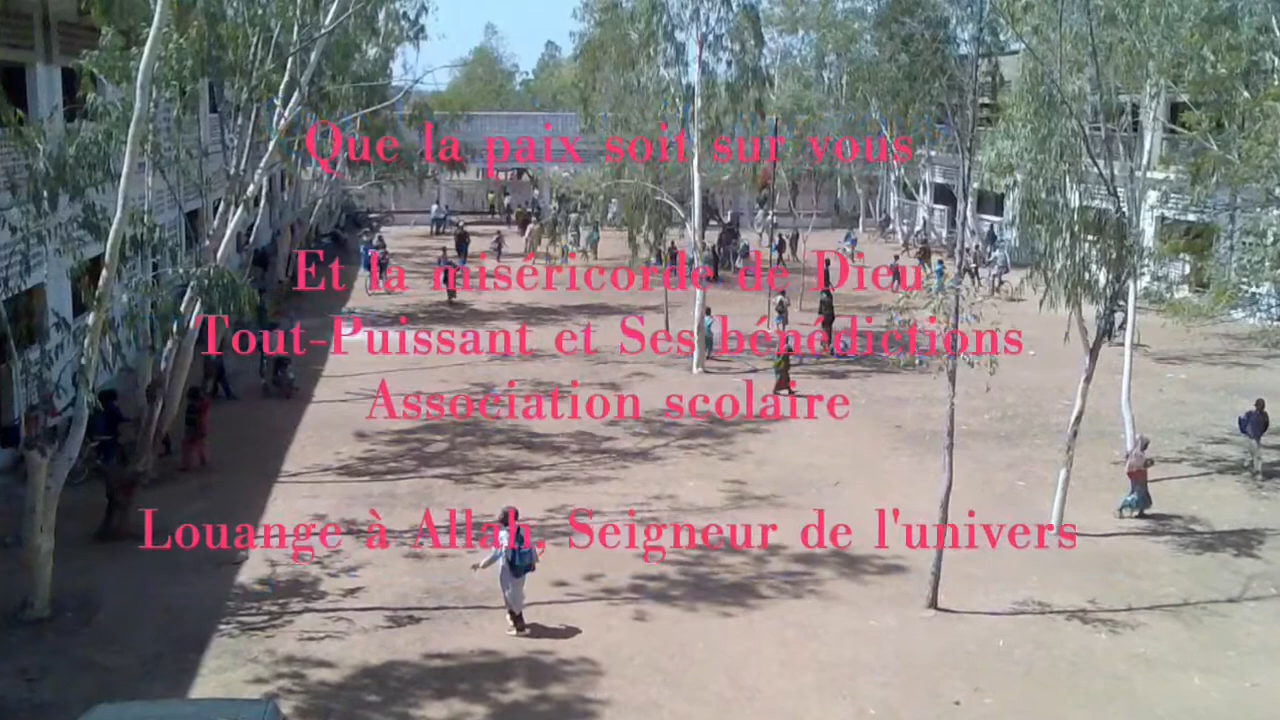 Que la paix soit sur vous
Et la miséricorde de Dieu
Tout-Puissant et Ses bénédictions
Association scolaire
Louange à Allah, Seigneur de l'univers